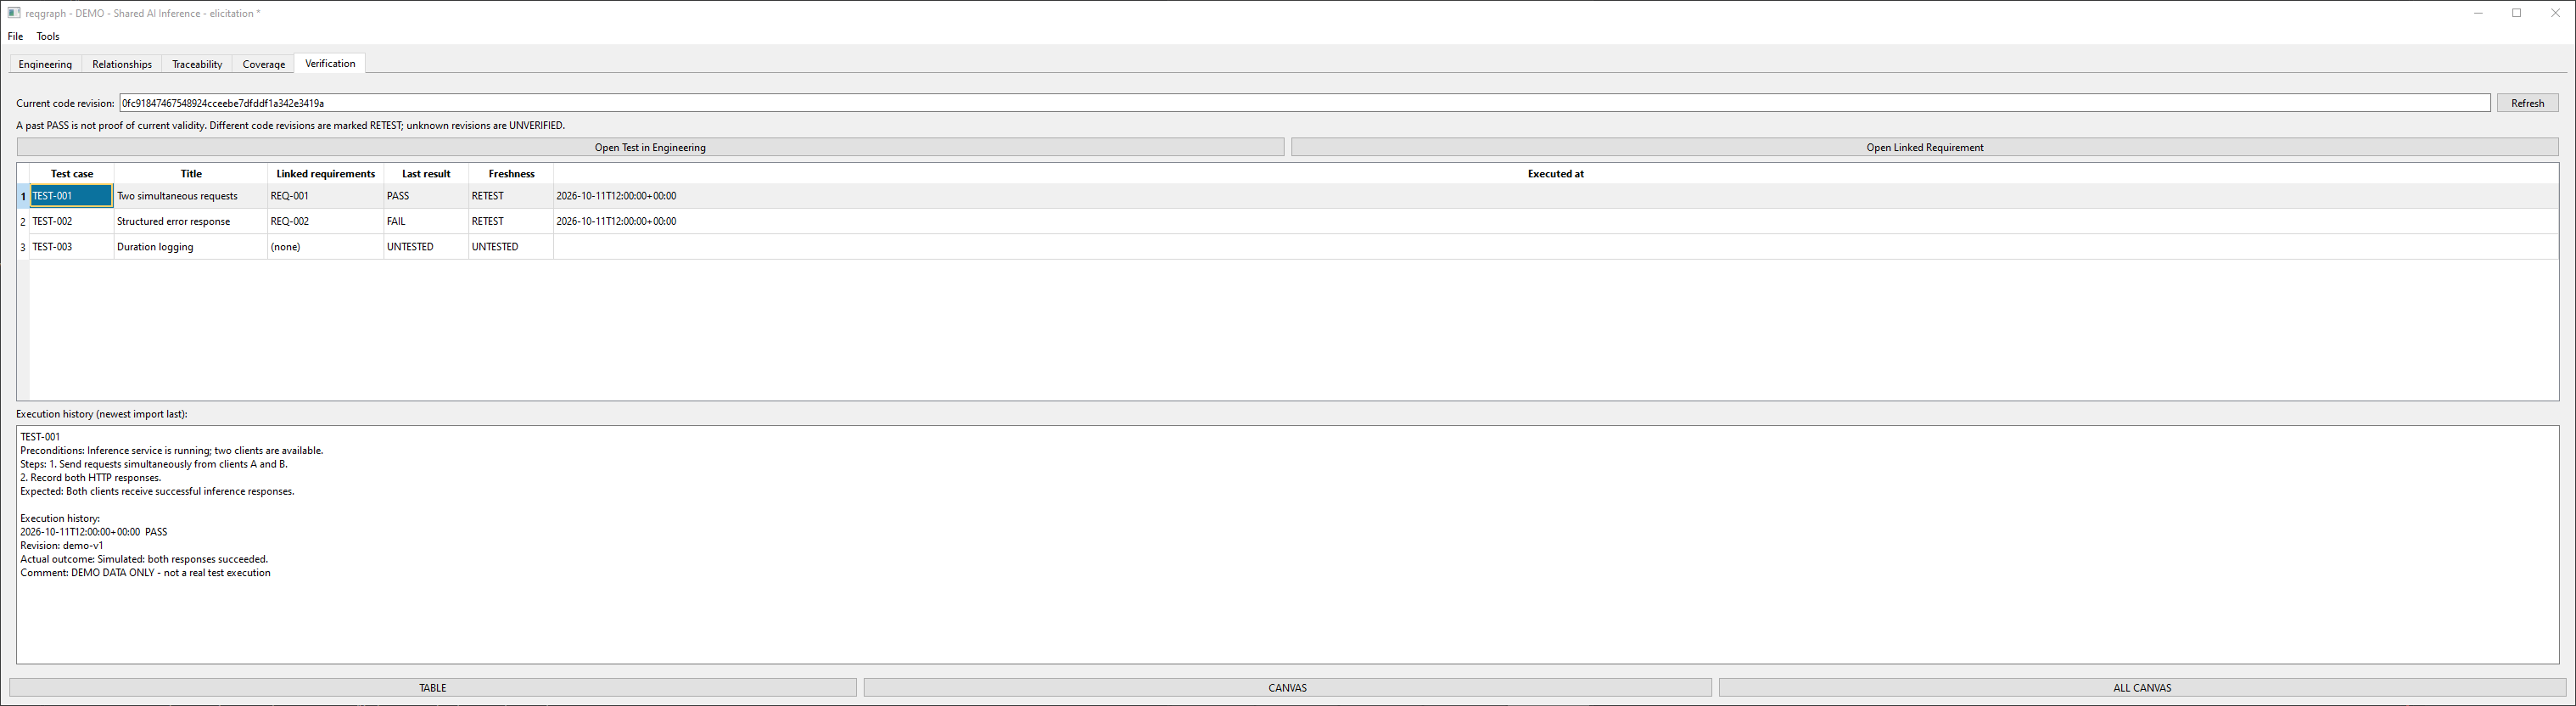 reqgraph - DEMO - Shared AI Inference - elicitation *
File Tools
Engineering Relationships Traceability Coverage Verification
Current code revision: 0fc91847467548924cceebe7dfddf1a342e3419a Refresh
A past PASS is not proof of current validity. Different code revisions are marked RETEST; unknown revisions are UNVERIFIED.
Open Test in Engineering Open Linked Requirement
Test case Title Linked requirements Last result Freshness Executed at
1 TEST-001 Two simultaneous requests REQ-001 PASS RETEST 2026-10-11T12:00:00+00:00
2 TEST-002 Structured error response REQ-002 FAIL RETEST 2026-10-11T12:00:00+00:00
3 TEST-003 Duration logging (none) UNTESTED UNTESTED
Execution history (newest import last):
TEST-001
Preconditions: Inference service is running; two clients are available.
Steps: 1. Send requests simultaneously from clients A and B.
2. Record both HTTP responses.
Expected: Both clients receive successful inference responses.
Execution history:
2026-10-11T12:00:00+00:00 PASS
Revision: demo-v1
Actual outcome: Simulated: both responses succeeded.
Comment: DEMO DATA ONLY - not a real test execution
TABLE CANVAS ALL CANVAS